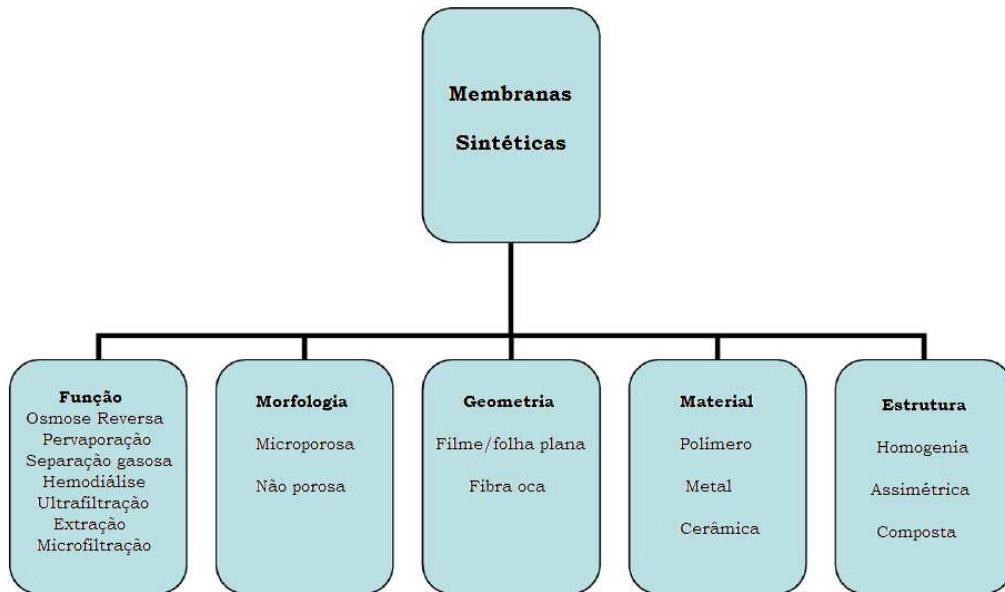 Membranas
Sintéticas
Função
Osmose Reversa
Pervaporação
Separação gasosa
Hemodiálise
Ultrafiltração
Extração
Microfiltração
Morfologia
Microporosa
Não porosa
Geometria
Filme/folha plana
Fibra oca
Material
Polímero
Metal
Cerâmica
Estrutura
Homogenia
Assimétrica
Composta